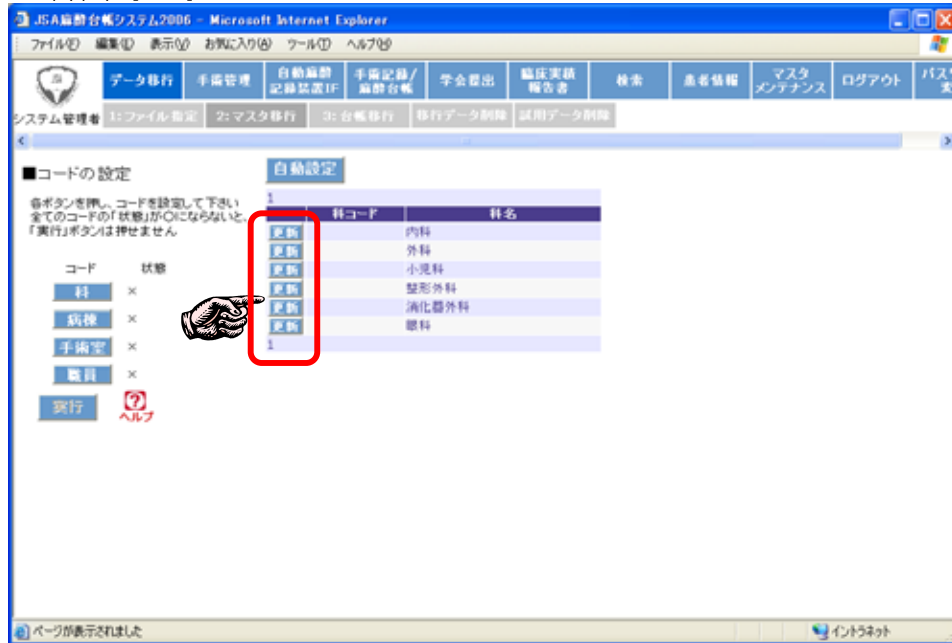 JSA麻酔台帳システム2006 - Microsoft Internet Explorer
ファイル(F) 編集(E) 表示(V) お気に入り(A) ツール(T) ヘルプ(H)
データ移行 手術管理 自動麻酔記録装置IF 手術記録/麻酔台帳 学会提出 臨床実績報告書 検索 患者情報 マスタメンテナンス ログアウト
システム管理者 1:ファイル指定 2:マスタ移行 3:台帳移行 移行データ削除 試用データ削除
■コードの設定
自動設定
各ボタンを押し、コードを設定して下さい
全てのコードの「状態」が○にならないと、
「実行」ボタンは押せません
1
科コード 科名
更新 内科
更新 外科
更新 小児科
更新 整形外科
更新 消化器外科
更新 眼科
1
コード 状態
科 ×
病棟 ×
手術室 ×
職員 ×
実行
ヘルプ
ページが表示されました
イントラネット